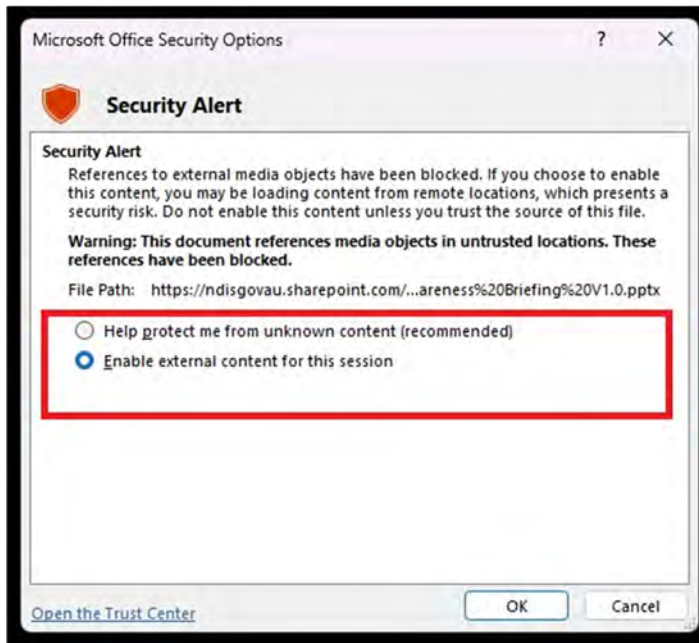 Microsoft Office Security Options
?
Security Alert
Security Alert
References to external media objects have been blocked. If you choose to enable
this content, you may be loading content from remote locations, which presents a
security risk. Do not enable this content unless you trust the source of this file.
Warning: This document references media objects in untrusted locations. These
references have been blocked.
File Path: https://ndisgovau.sharepoint.com/...areness%20Briefing%20V1.0.pptx
Help protect me from unknown content (recommended)
Enable external content for this session
Open the Trust Center
OK
Cancel